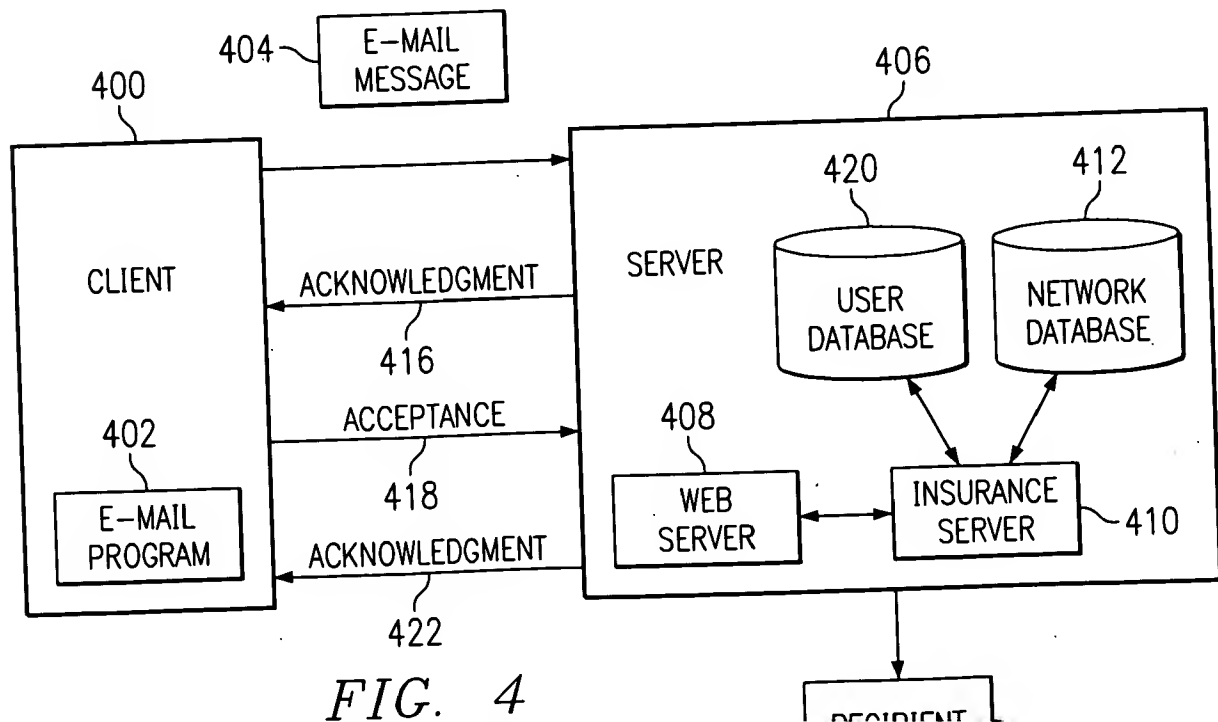 404
E-MAIL
MESSAGE
400
406
CLIENT
SERVER
420
412
USER
DATABASE
NETWORK
DATABASE
ACKNOWLEDGMENT
416
ACCEPTANCE
418
402
E-MAIL
PROGRAM
408
WEB
SERVER
INSURANCE
SERVER
410
ACKNOWLEDGMENT
422
FIG. 4
RECIPIENT